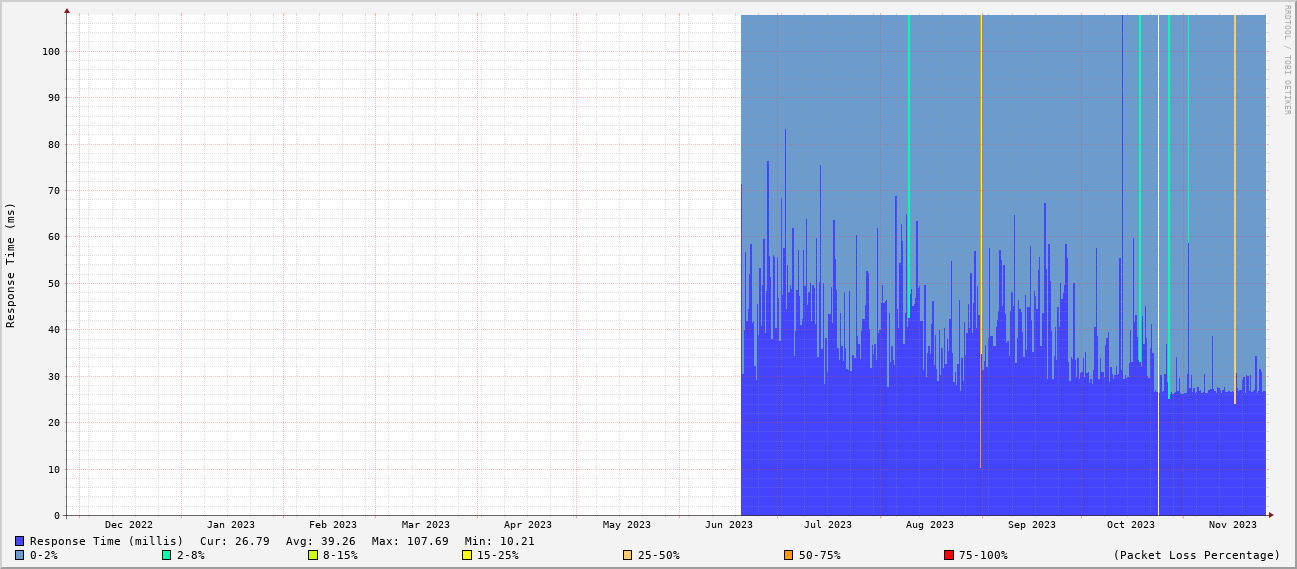 RRDTOOL / TOBI OETIKER
Response Time (ms)
100
90
80
70
60
50
40
30
20
10
0
Dec 2022 Jan 2023 Feb 2023 Mar 2023 Apr 2023 May 2023 Jun 2023 Jul 2023 Aug 2023 Sep 2023 Oct 2023 Nov 2023
Response Time (millis) Cur: 26.79 Avg: 39.26 Max: 107.69 Min: 10.21
0-2% 2-8% 8-15% 15-25% 25-50% 50-75% 75-100% (Packet Loss Percentage)